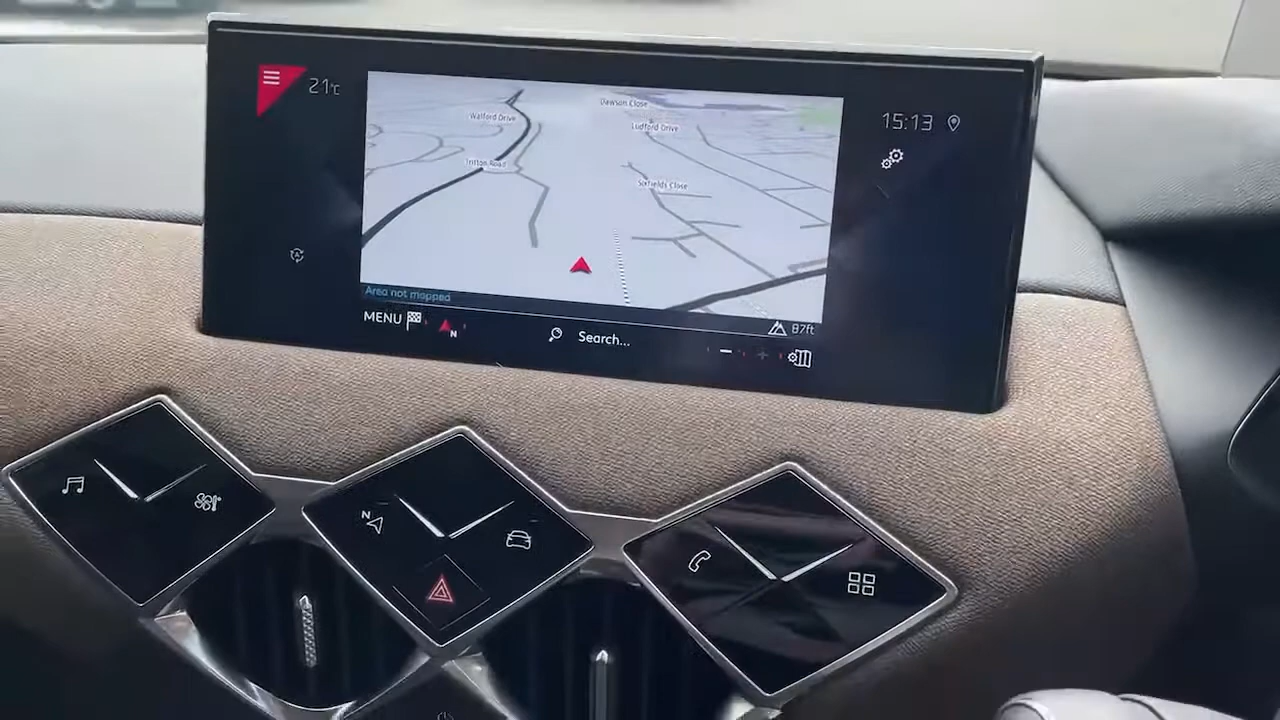 21°C
Dawson Close
Walford Drive
Ludford Drive
15:13
Tritton Road
Sixfields Close
Area not mapped
MENU
N
Search...
87ft
N